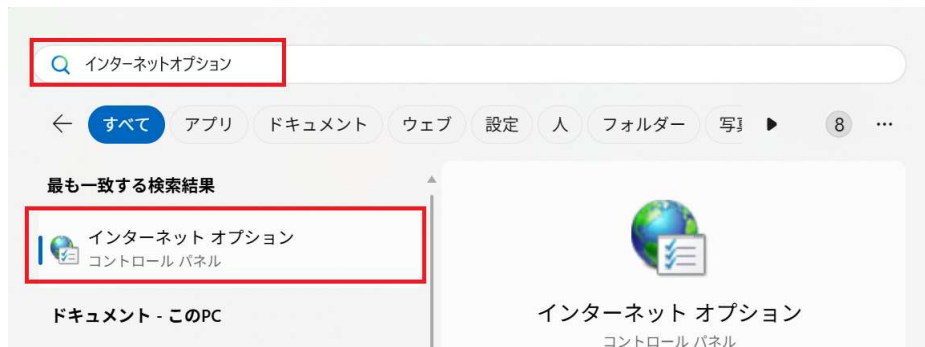 インターネットオプション
すべて アプリ ドキュメント ウェブ 設定 人 フォルダー 8 ...
最も一致する検索結果
インターネット オプション
コントロール パネル
ドキュメント - このPC
インターネット オプション
コントロール パネル